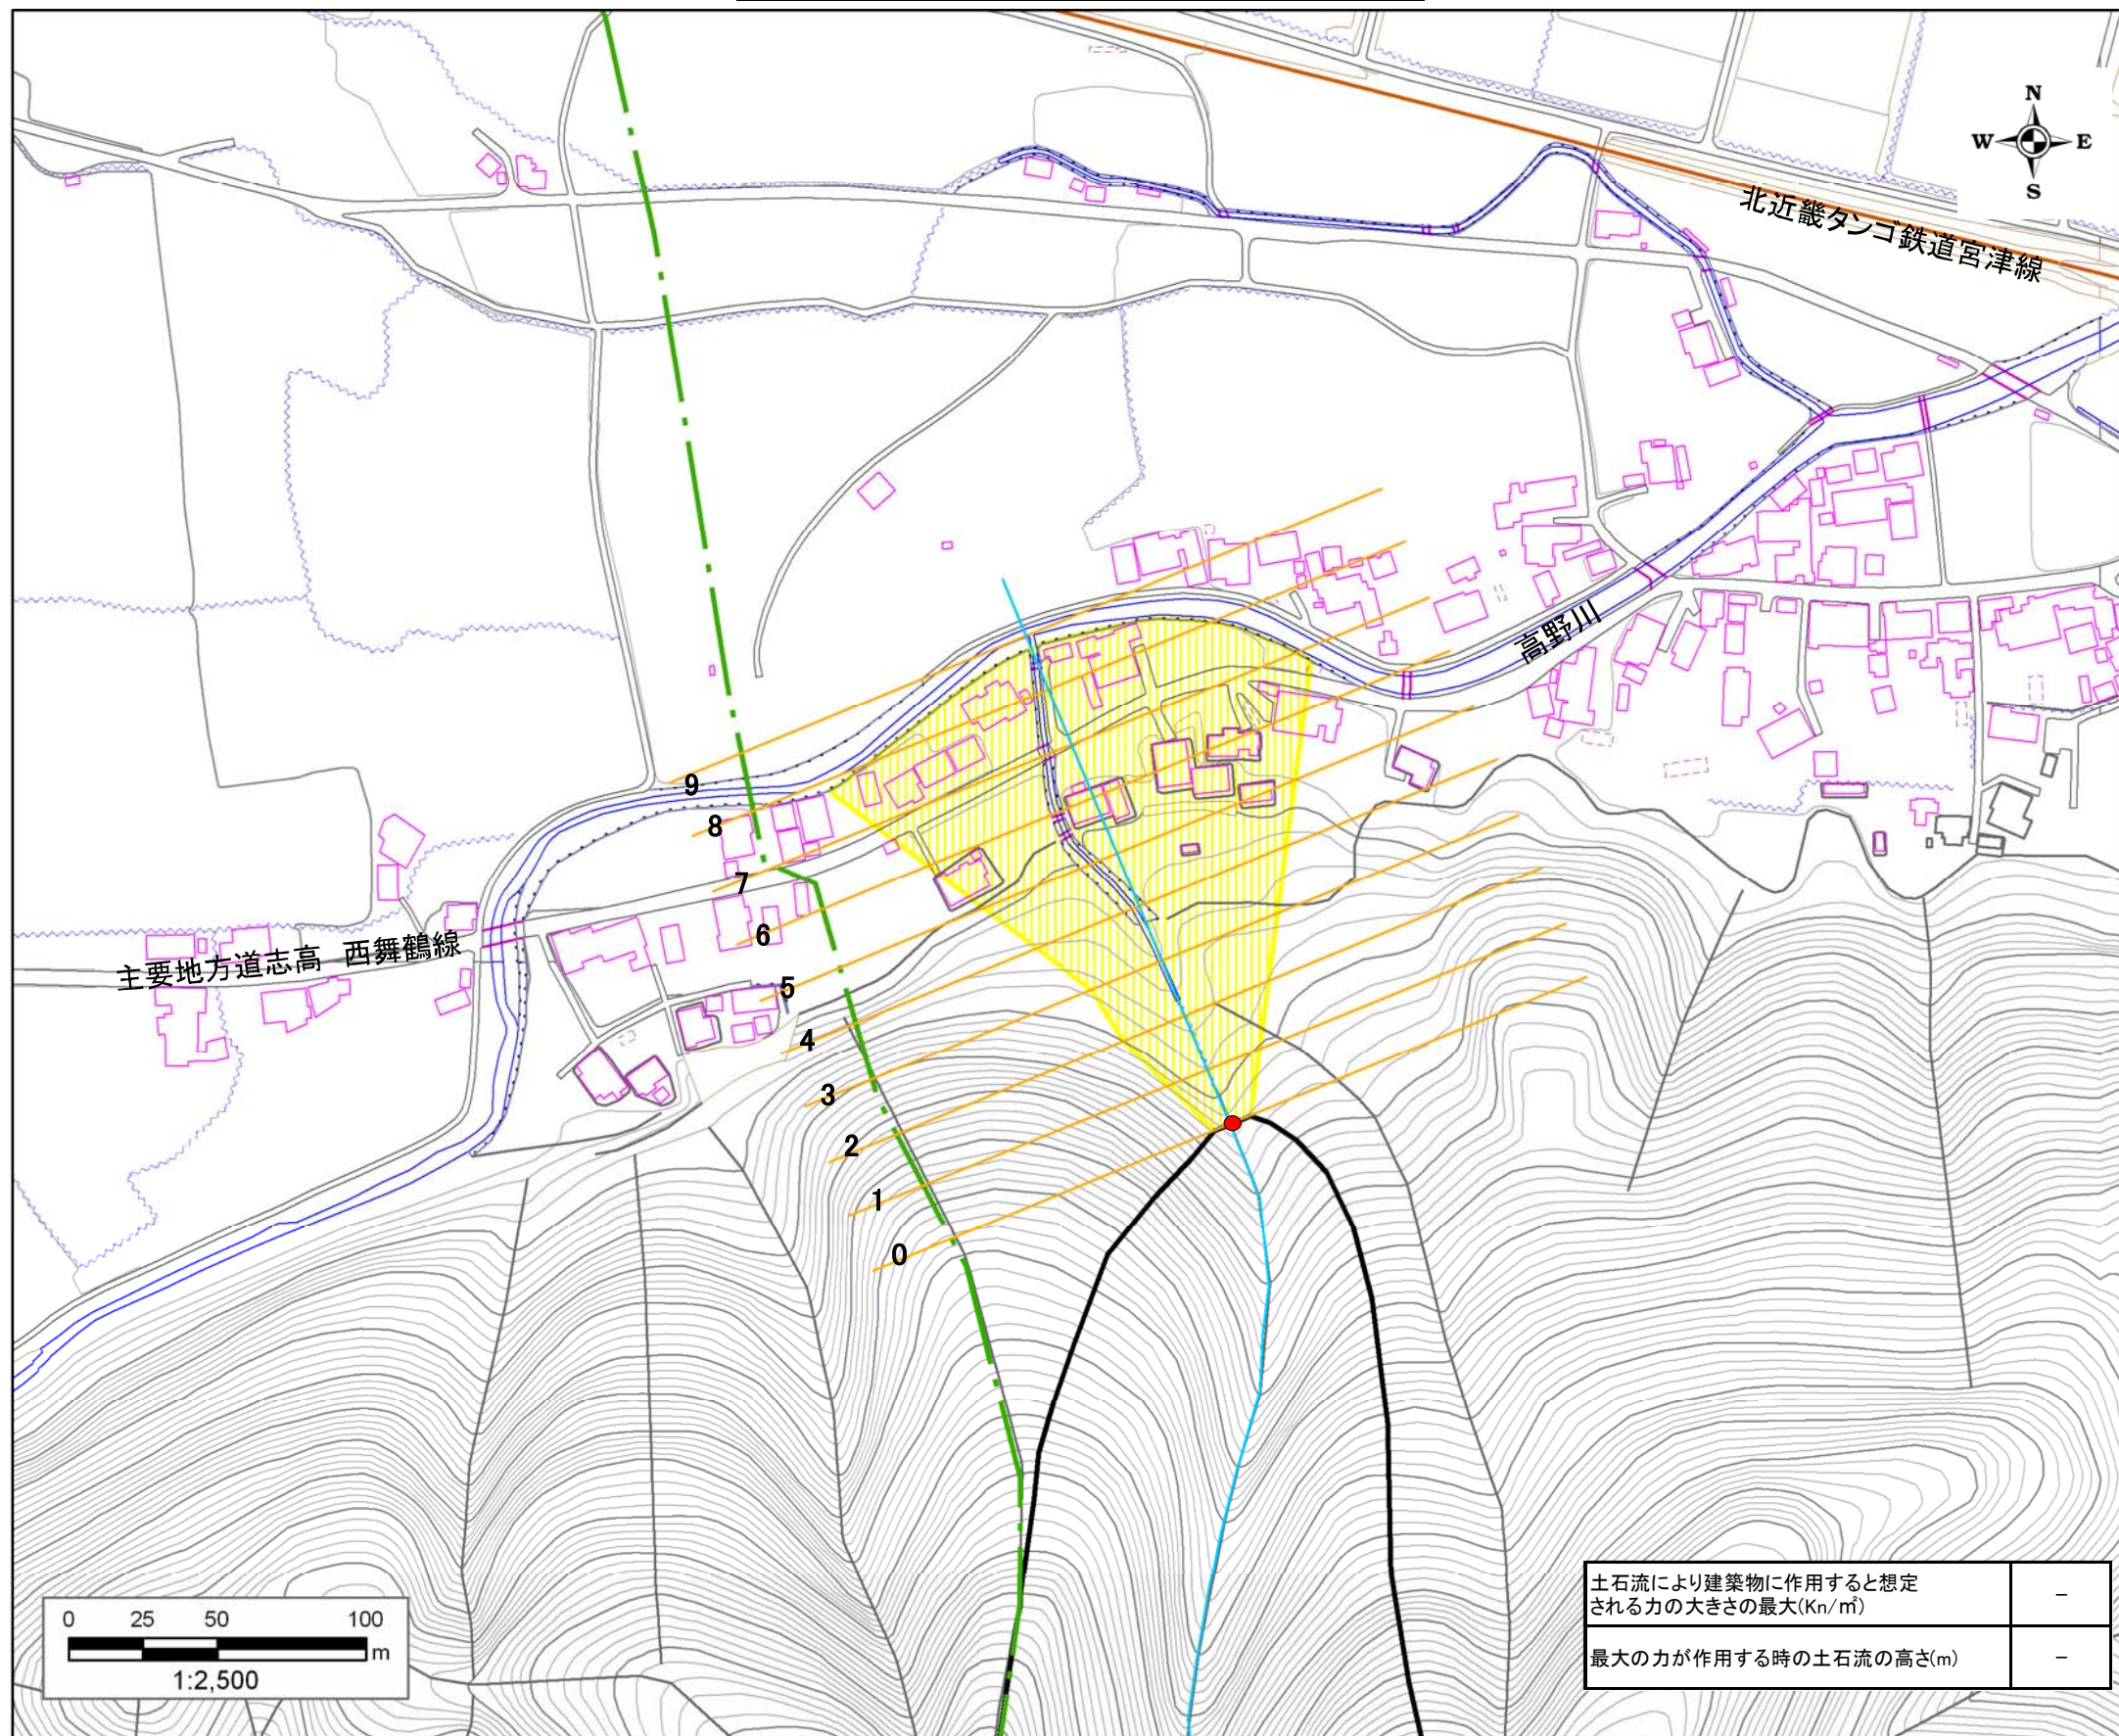 N
W E
S
北近畿タンゴ鉄道宮津線
高野川
9
8
7
6
主要地方道志高 西舞鶴線
5
4
3
2
1
0
土石流により建築物に作用すると想定
される力の大きさの最大(Kn/㎡) −
最大の力が作用する時の土石流の高さ(m) −
0 25 50 100
m
1:2,500